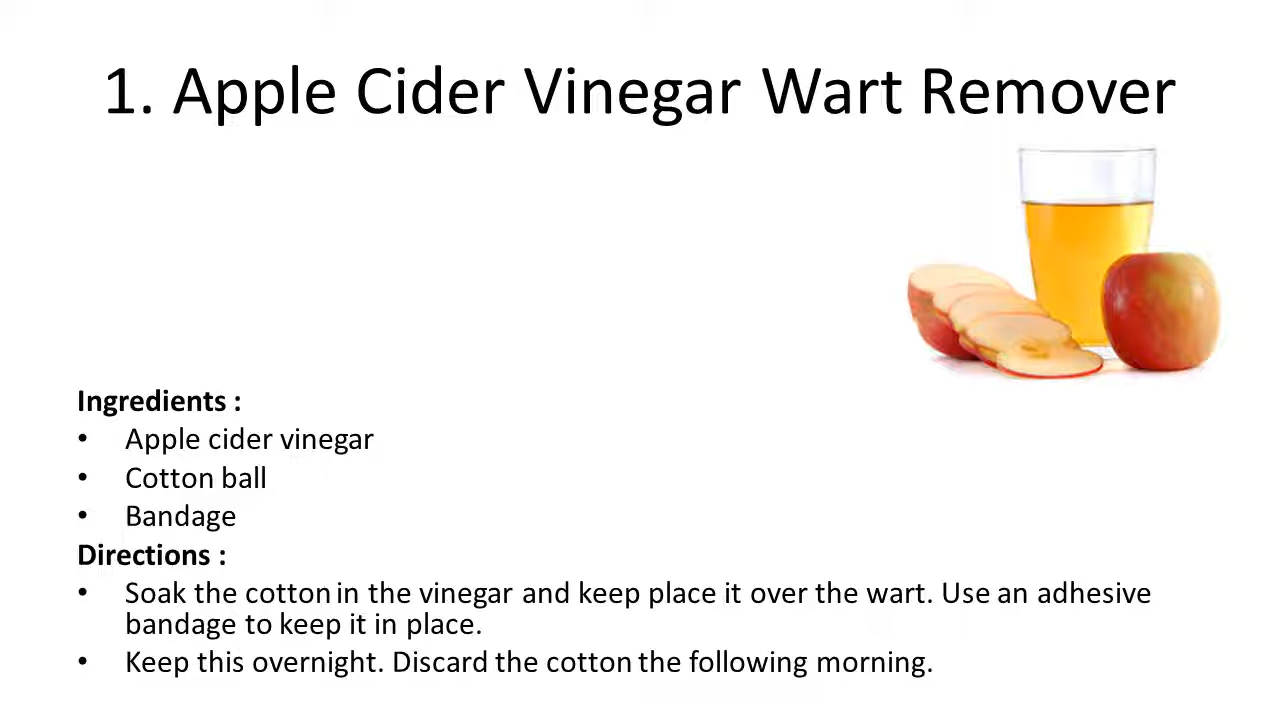 1. Apple Cider Vinegar Wart Remover
Ingredients :
• Apple cider vinegar
• Cotton ball
• Bandage
Directions :
• Soak the cotton in the vinegar and keep place it over the wart. Use an adhesive
bandage to keep it in place.
• Keep this overnight. Discard the cotton the following morning.